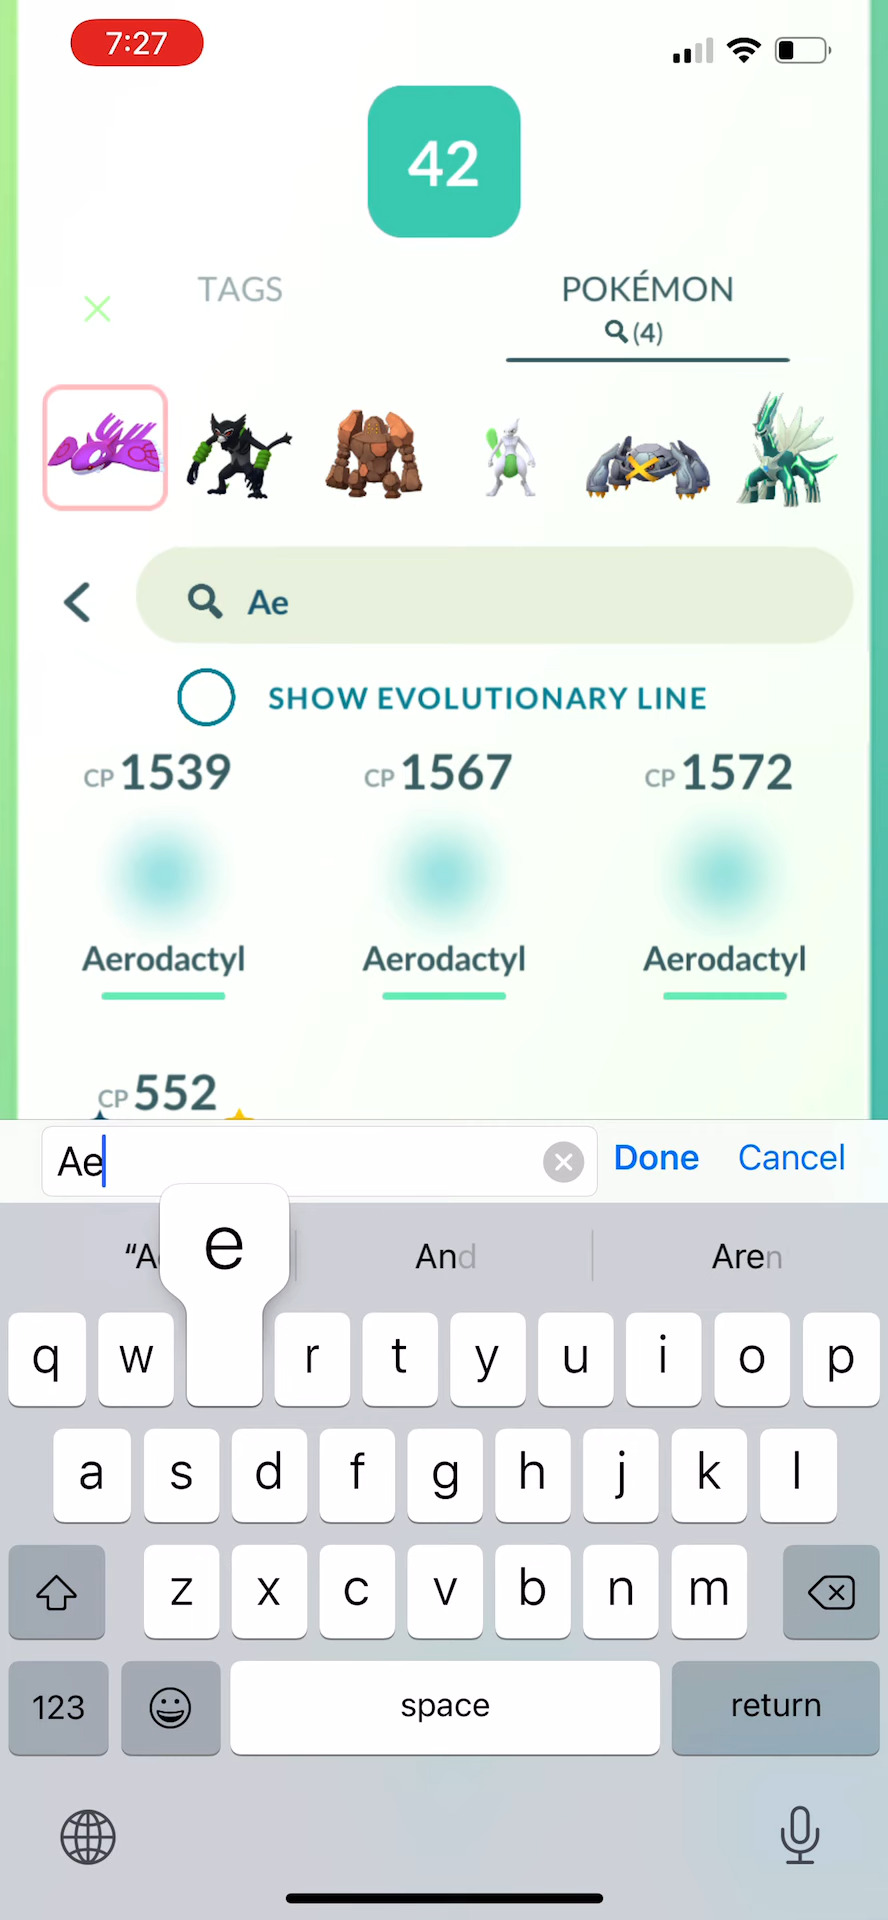 7:27
42
TAGS
POKÉMON
(4)
Ae
SHOW EVOLUTIONARY LINE
CP 1539
CP 1567
CP 1572
Aerodactyl
Aerodactyl
Aerodactyl
CP 552
Ae
Done
Cancel
e
And
Aren
q w r t y u i o p
a s d f g h j k l
z x c v b n m
123
space
return